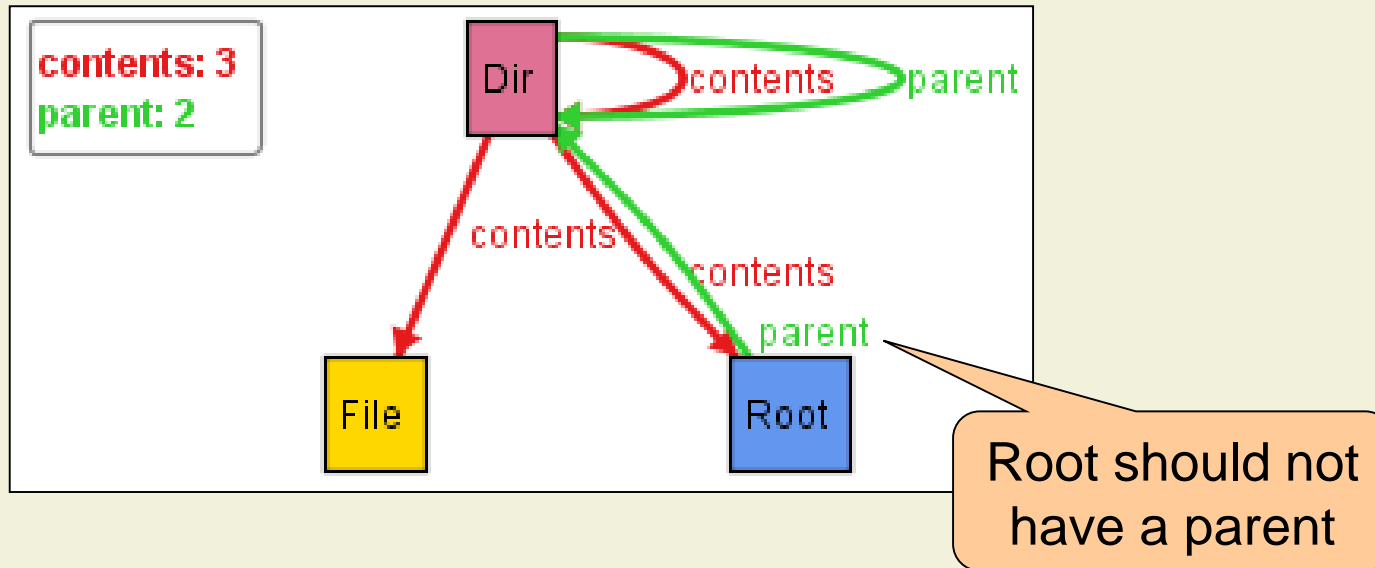 contents: 3
parent: 2
Dir
contents
parent
contents
contents
parent
File
Root
Root should not
have a parent